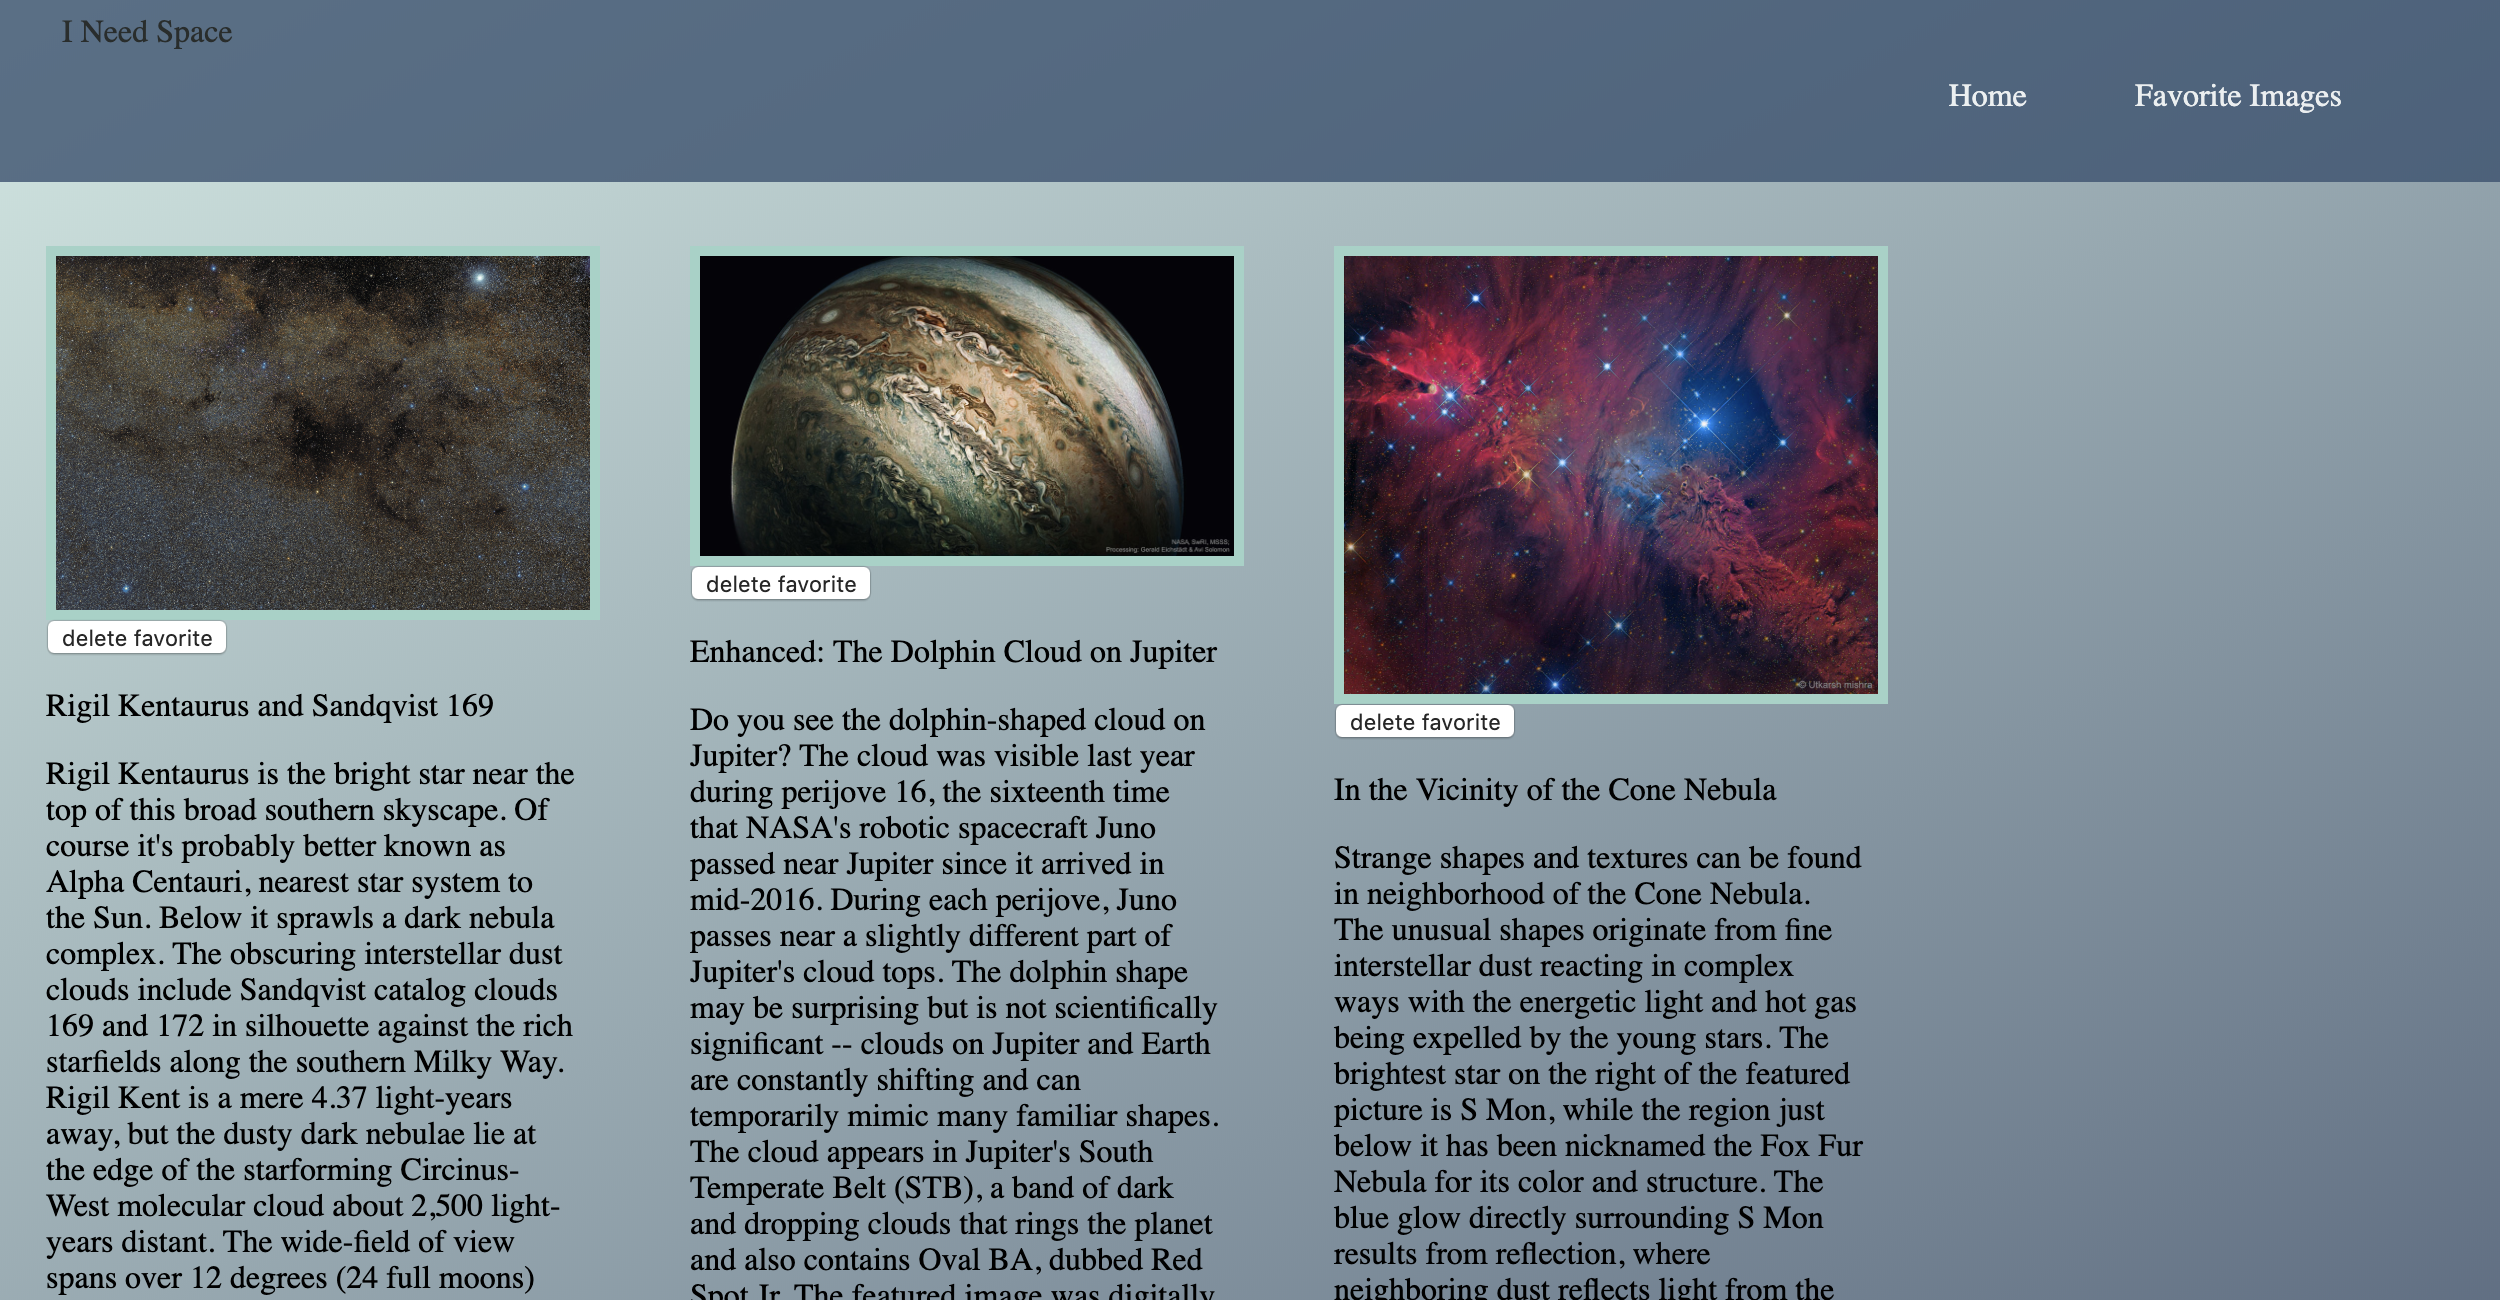 I Need Space
Home
Favorite Images
delete favorite
Rigil Kentaurus and Sandqvist 169
Rigil Kentaurus is the bright star near the
top of this broad southern skyscape. Of
course it's probably better known as
Alpha Centauri, nearest star system to
the Sun. Below it sprawls a dark nebula
complex. The obscuring interstellar dust
clouds include Sandqvist catalog clouds
169 and 172 in silhouette against the rich
starfields along the southern Milky Way.
Rigil Kent is a mere 4.37 light-years
away, but the dusty dark nebulae lie at
the edge of the starforming Circinus-
West molecular cloud about 2,500 light-
years distant. The wide-field of view
spans over 12 degrees (24 full moons)
NASA, SwRI, MSSS;
Processing: Gerald Eichstädt & Avi Solomon
delete favorite
Enhanced: The Dolphin Cloud on Jupiter
Do you see the dolphin-shaped cloud on
Jupiter? The cloud was visible last year
during perijove 16, the sixteenth time
that NASA's robotic spacecraft Juno
passed near Jupiter since it arrived in
mid-2016. During each perijove, Juno
passes near a slightly different part of
Jupiter's cloud tops. The dolphin shape
may be surprising but is not scientifically
significant -- clouds on Jupiter and Earth
are constantly shifting and can
temporarily mimic many familiar shapes.
The cloud appears in Jupiter's South
Temperate Belt (STB), a band of dark
and dropping clouds that rings the planet
and also contains Oval BA, dubbed Red
Spot Jr. The featured image was digitally
© Utkarsh mishra
delete favorite
In the Vicinity of the Cone Nebula
Strange shapes and textures can be found
in neighborhood of the Cone Nebula.
The unusual shapes originate from fine
interstellar dust reacting in complex
ways with the energetic light and hot gas
being expelled by the young stars. The
brightest star on the right of the featured
picture is S Mon, while the region just
below it has been nicknamed the Fox Fur
Nebula for its color and structure. The
blue glow directly surrounding S Mon
results from reflection, where
neighboring dust reflects light from the